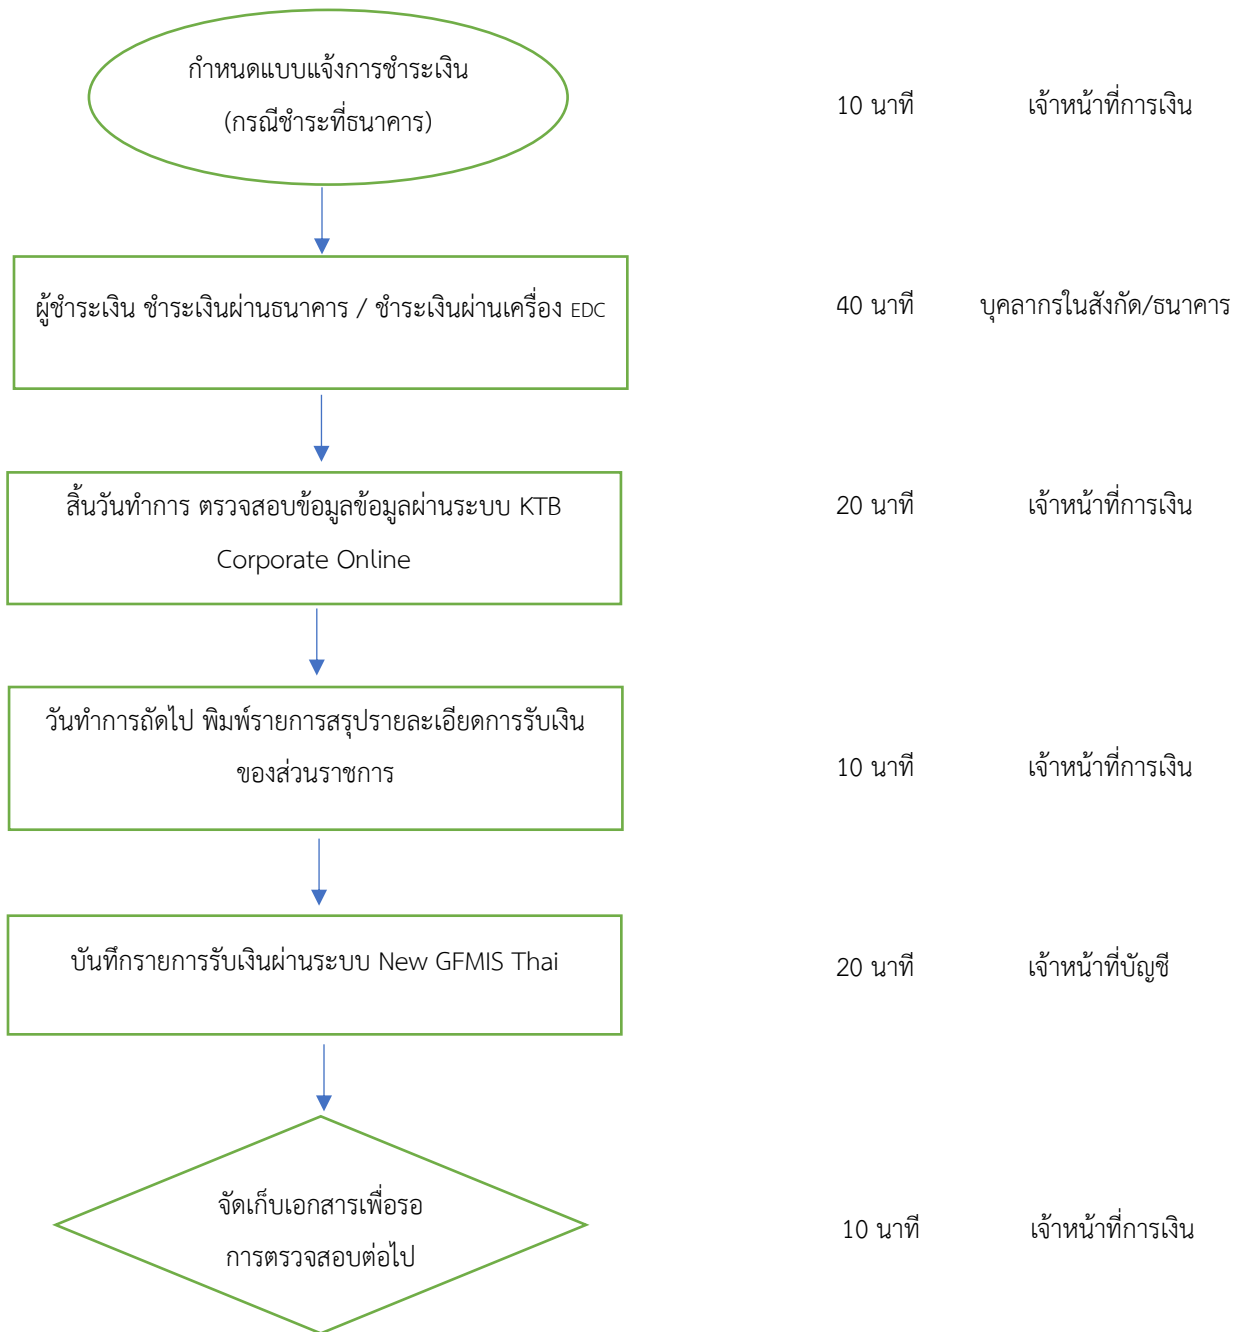 กำหนดแบบแจ้งการชำระเงิน
(กรณีชำระที่ธนาคาร)
10 นาที เจ้าหน้าที่การเงิน
ผู้ชำระเงิน ชำระเงินผ่านธนาคาร / ชำระเงินผ่านเครื่อง EDC
40 นาที บุคลากรในสังกัด/ธนาคาร
สิ้นวันทำการ ตรวจสอบข้อมูลข้อมูลผ่านระบบ KTB
Corporate Online
20 นาที เจ้าหน้าที่การเงิน
วันทำการถัดไป พิมพ์รายการสรุปรายละเอียดการรับเงิน
ของส่วนราชการ
10 นาที เจ้าหน้าที่การเงิน
บันทึกรายการรับเงินผ่านระบบ New GFMIS Thai
20 นาที เจ้าหน้าที่บัญชี
จัดเก็บเอกสารเพื่อรอ
การตรวจสอบต่อไป
10 นาที เจ้าหน้าที่การเงิน